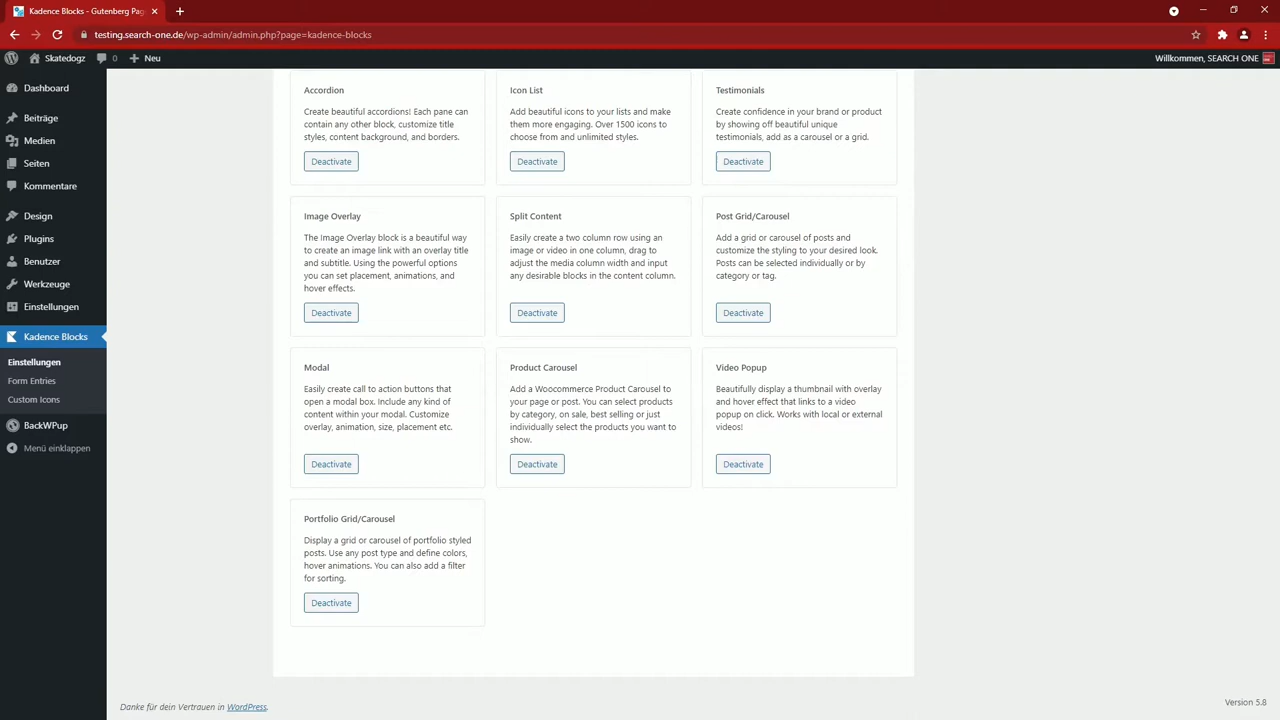 Kadence Blocks - Gutenberg Pag
testing.search-one.de/wp-admin/admin.php?page=kadence-blocks
Skatedogz
0
Neu
Willkommen, SEARCH ONE
Dashboard
Beiträge
Medien
Seiten
Kommentare
Design
Plugins
Benutzer
Werkzeuge
Einstellungen
Kadence Blocks
Einstellungen
Form Entries
Custom Icons
BackWPup
Menü einklappen
Accordion
Create beautiful accordions! Each pane can
contain any other block, customize title
styles, content background, and borders.
Deactivate
Icon List
Add beautiful icons to your lists and make
them more engaging. Over 1500 icons to
choose from and unlimited styles.
Deactivate
Testimonials
Create confidence in your brand or product
by showing off beautiful unique
testimonials, add as a carousel or a grid.
Deactivate
Image Overlay
The Image Overlay block is a beautiful way
to create an image link with an overlay title
and subtitle. Using the powerful options
you can set placement, animations, and
hover effects.
Deactivate
Split Content
Easily create a two column row using an
image or video in one column, drag to
adjust the media column width and input
any desirable blocks in the content column.
Deactivate
Post Grid/Carousel
Add a grid or carousel of posts and
customize the styling to your desired look.
Posts can be selected individually or by
category or tag.
Deactivate
Modal
Easily create call to action buttons that
open a modal box. Include any kind of
content within your modal. Customize
overlay, animation, size, placement etc.
Deactivate
Product Carousel
Add a Woocommerce Product Carousel to
your page or post. You can select products
by category, on sale, best selling or just
individually select the products you want to
show.
Deactivate
Video Popup
Beautifully display a thumbnail with overlay
and hover effect that links to a video
popup on click. Works with local or external
videos!
Deactivate
Portfolio Grid/Carousel
Display a grid or carousel of portfolio styled
posts. Use any post type and define colors,
hover animations. You can also add a filter
for sorting.
Deactivate
Danke für dein Vertrauen in WordPress.
Version 5.8